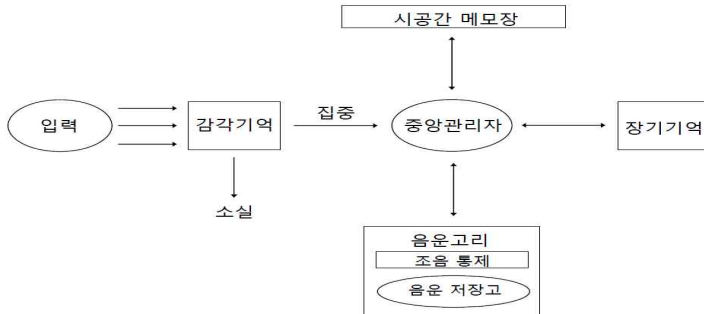 시공간 메모장
입력
감각기억
집중
중앙관리자
장기기억
소실
음운고리
조음 통제
음운 저장고